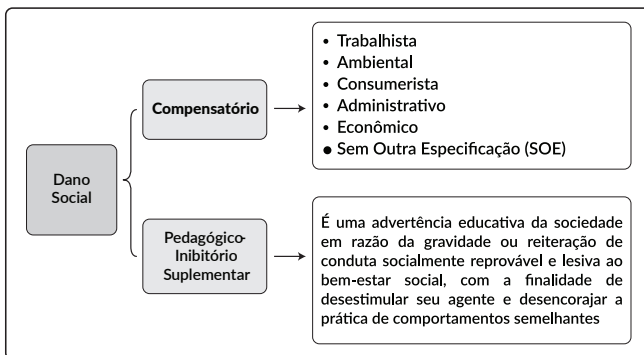 Dano
Social
Compensatório
• Trabalhista
• Ambiental
• Consumerista
• Administrativo
• Econômico
• Sem Outra Especificação (SOE)
Pedagógico-
Inibitório
Suplementar
É uma advertência educativa da sociedade
em razão da gravidade ou reiteração de
conduta socialmente reprovável e lesiva ao
bem-estar social, com a finalidade de
desestimular seu agente e desencorajar a
prática de comportamentos semelhantes